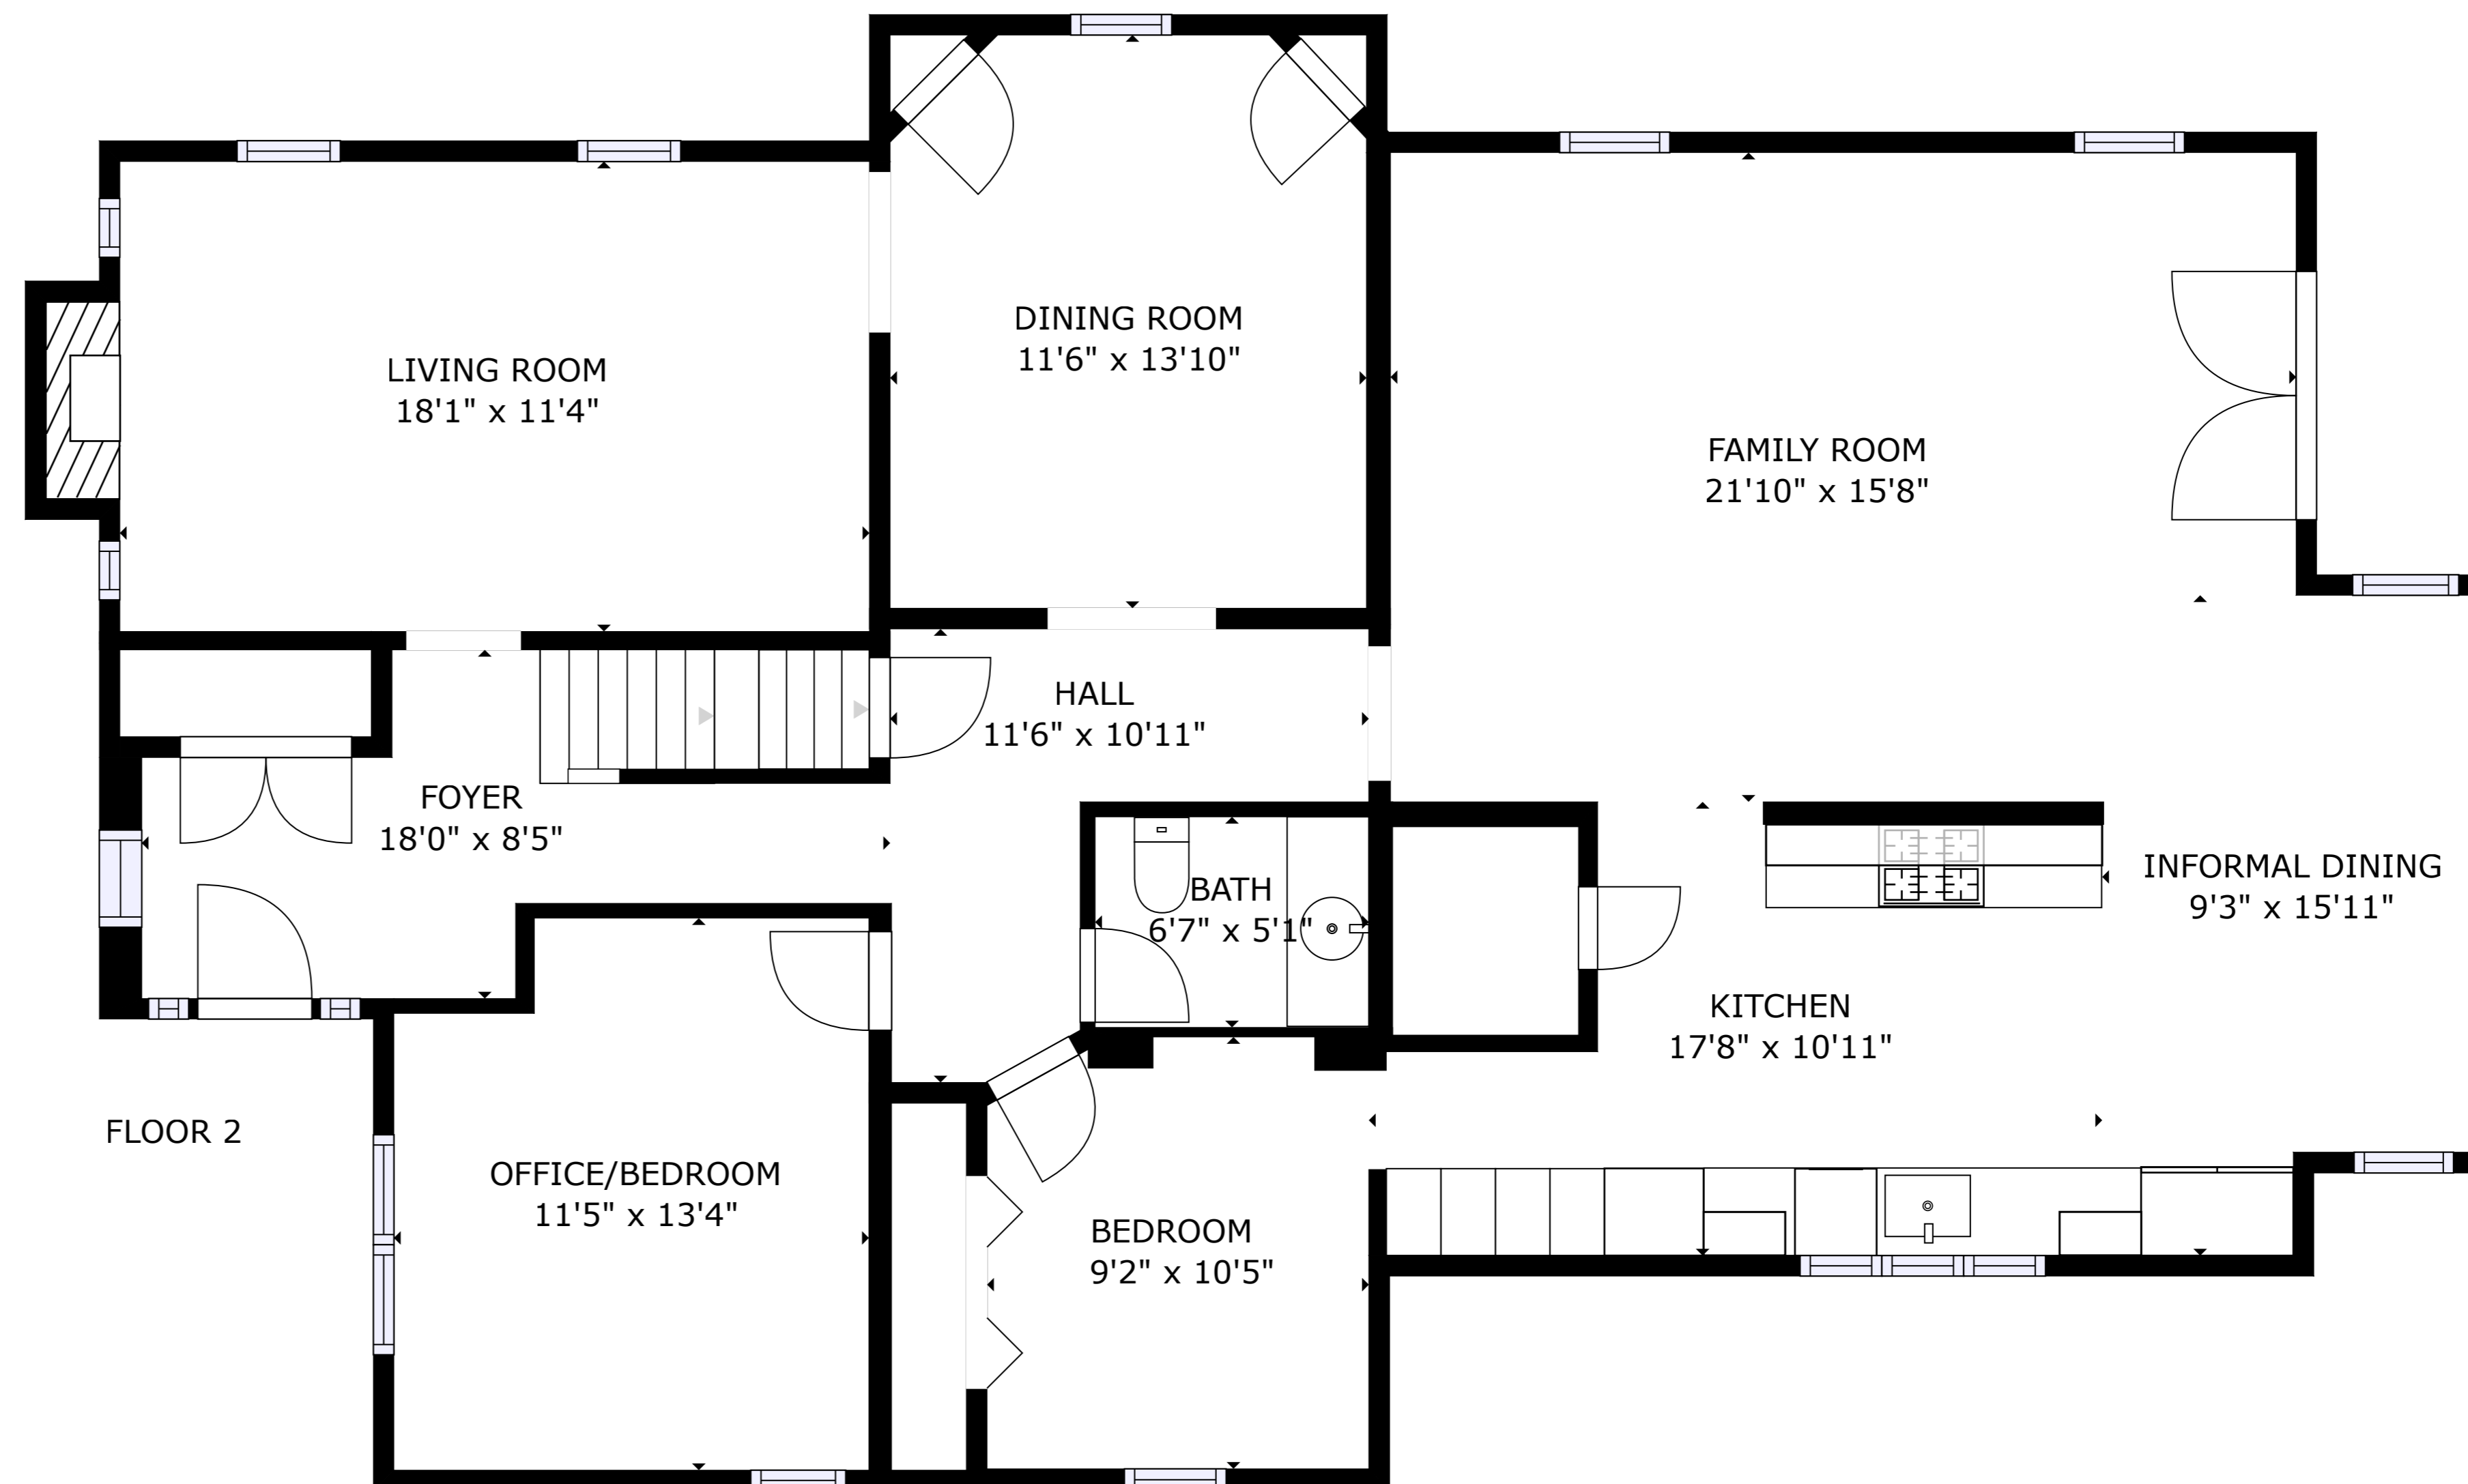 DINING ROOM
11'6" x 13'10"
LIVING ROOM
18'1" x 11'4"
FAMILY ROOM
21'10" x 15'8"
HALL
11'6" x 10'11"
FOYER
18'0" x 8'5"
BATH
6'7" x 5'1"
INFORMAL DINING
9'3" x 15'11"
KITCHEN
17'8" x 10'11"
FLOOR 2
OFFICE/BEDROOM
11'5" x 13'4"
BEDROOM
9'2" x 10'5"